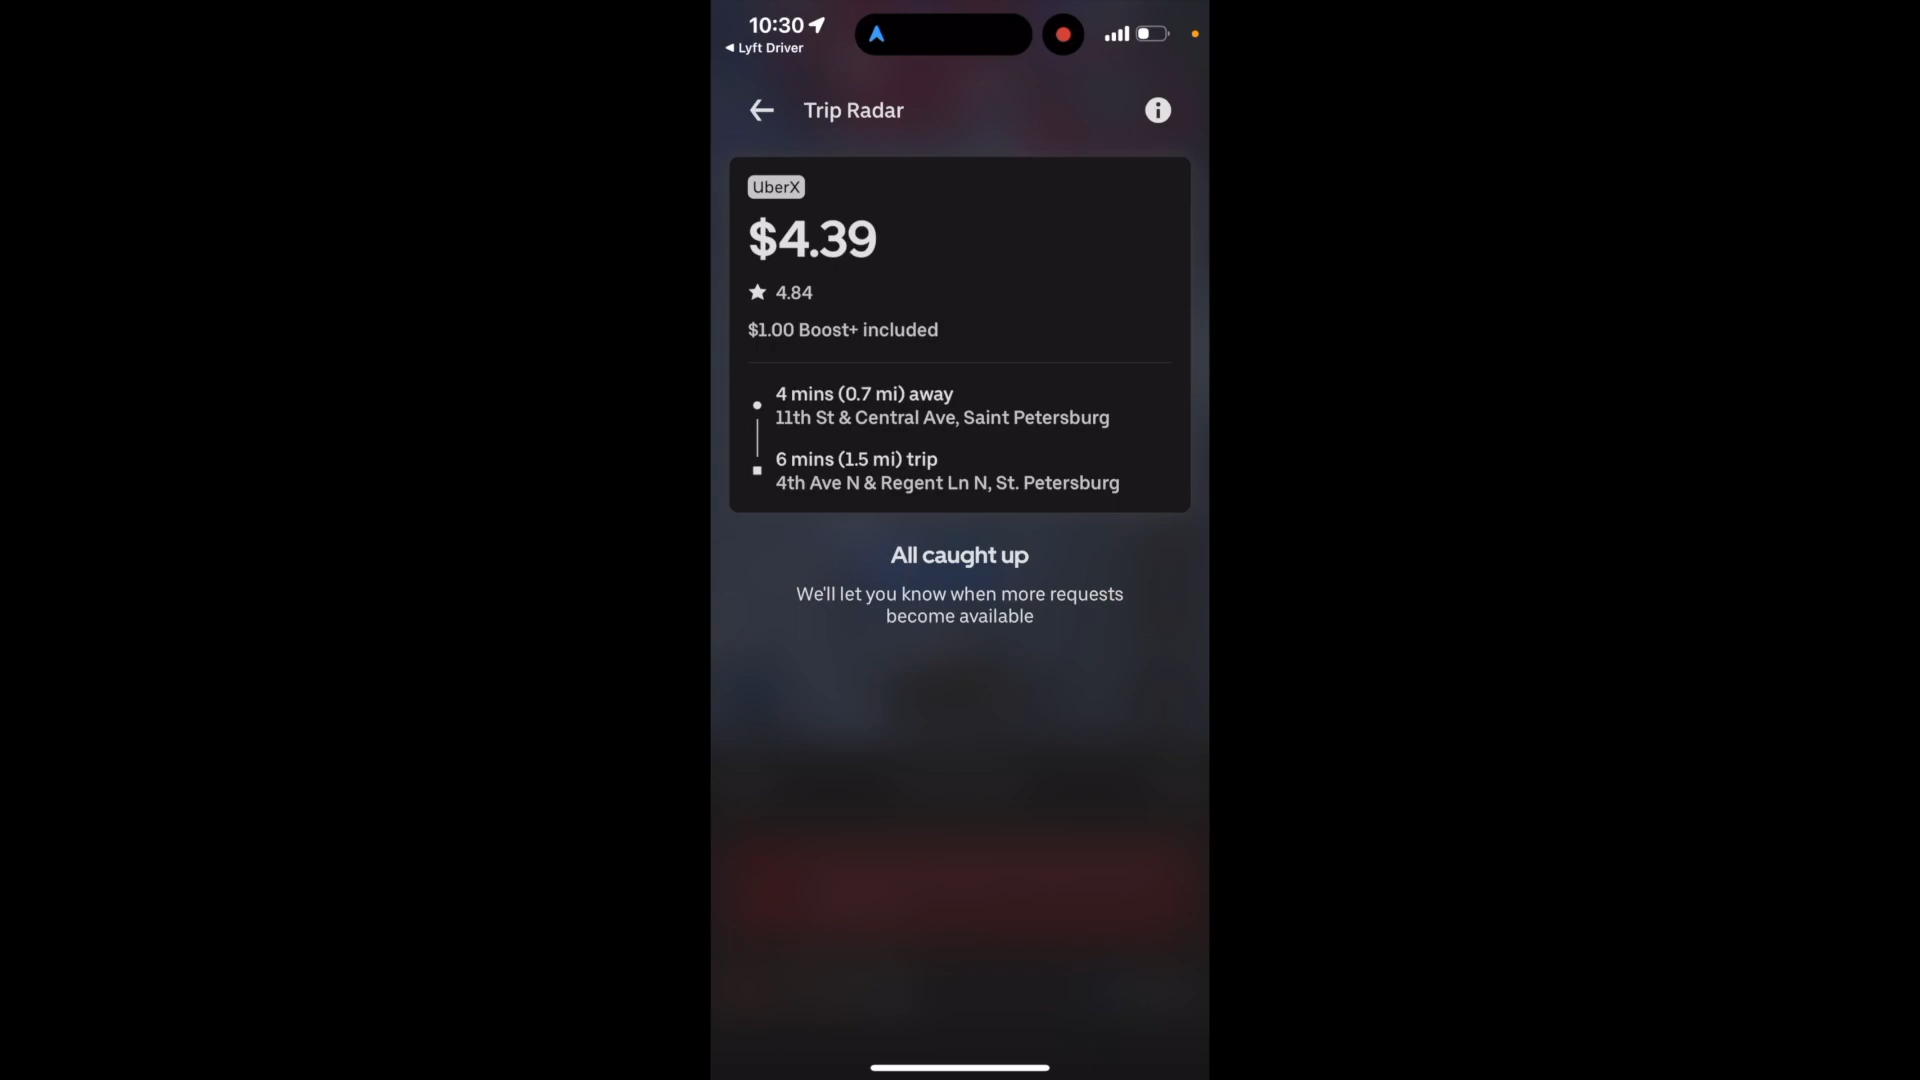 10:30
◀ Lyft Driver
Trip Radar
UberX
$4.39
★ 4.84
$1.00 Boost+ included
4 mins (0.7 mi) away
11th St & Central Ave, Saint Petersburg
6 mins (1.5 mi) trip
4th Ave N & Regent Ln N, St. Petersburg
All caught up
We'll let you know when more requests
become available